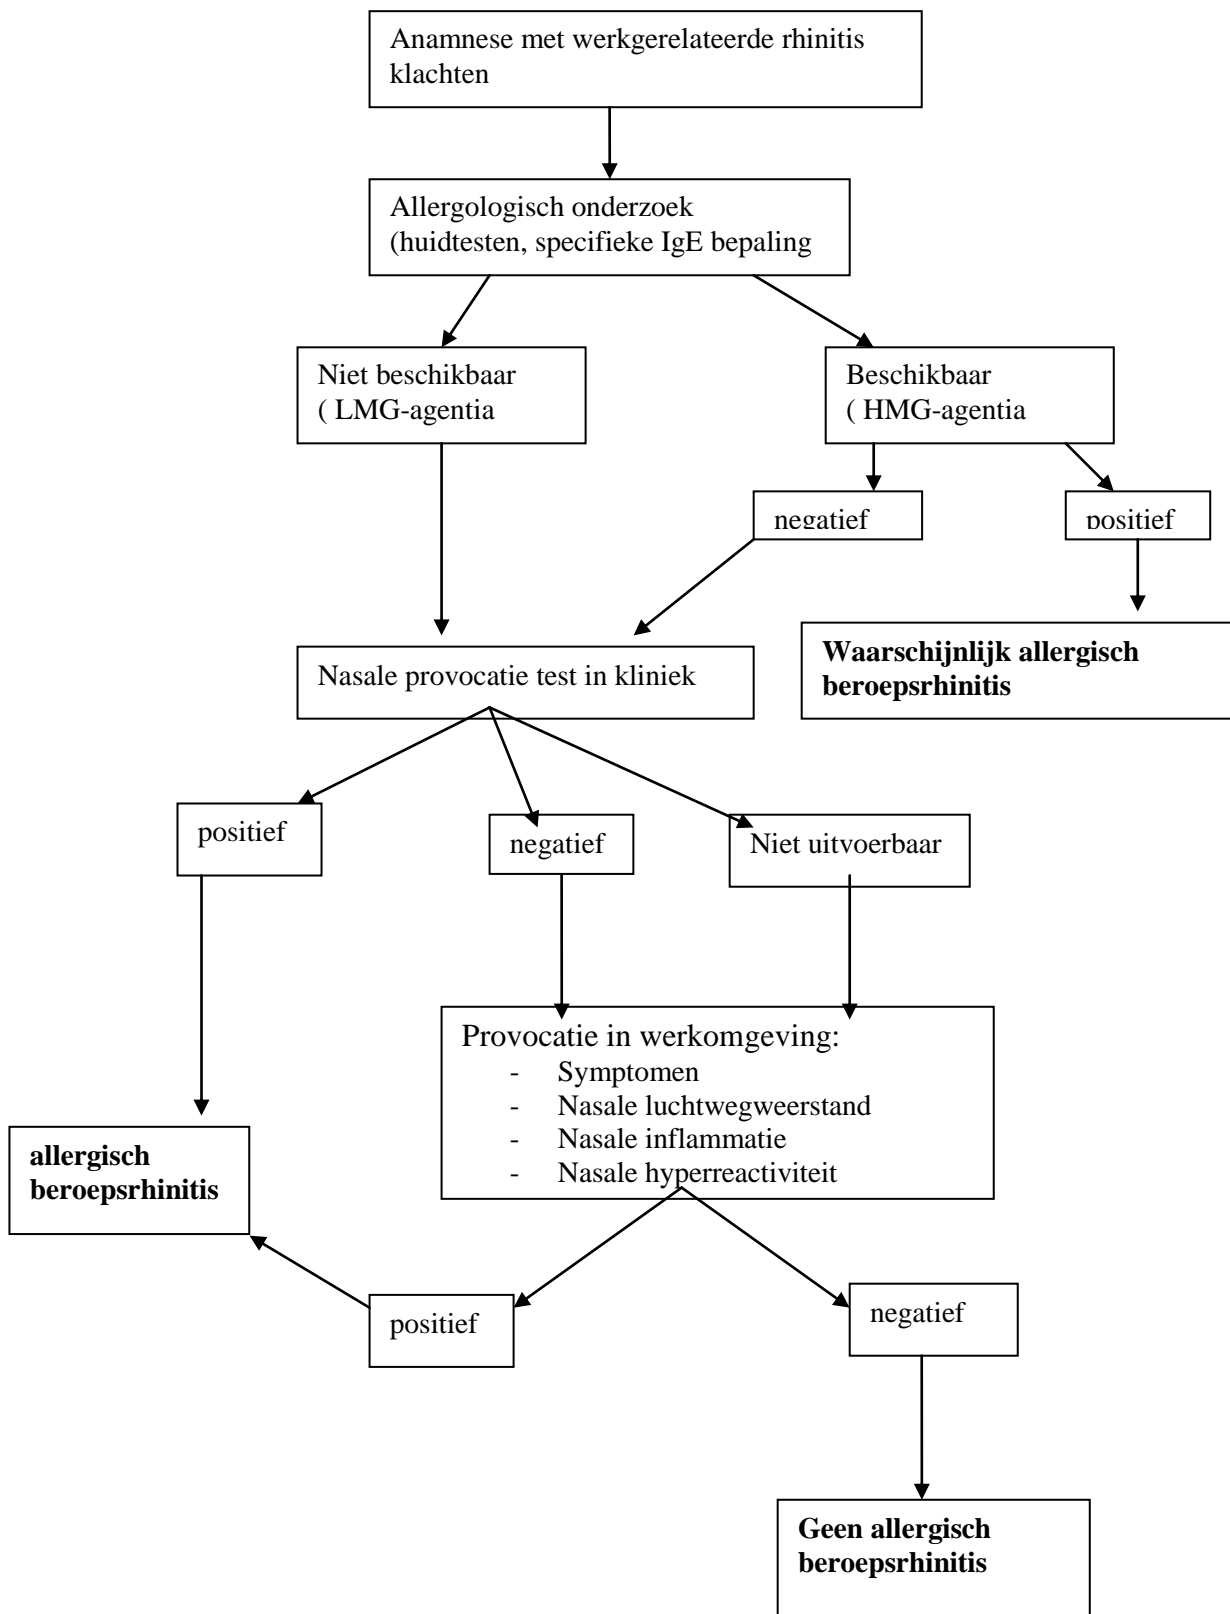 Anamnese met werkgerelateerde rhinitis
klachten
Allergologisch onderzoek
(huidtesten, specifieke IgE bepaling
Niet beschikbaar
( LMG-agentia
Beschikbaar
( HMG-agentia
negatief
positief
Waarschijnlijk allergisch
beroepsrhinitis
Nasale provocatie test in kliniek
positief
negatief
Niet uitvoerbaar
Provocatie in werkomgeving:
- Symptomen
- Nasale luchtwegweerstand
- Nasale inflammatie
- Nasale hyperreactiviteit
allergisch
beroepsrhinitis
positief
negatief
Geen allergisch
beroepsrhinitis